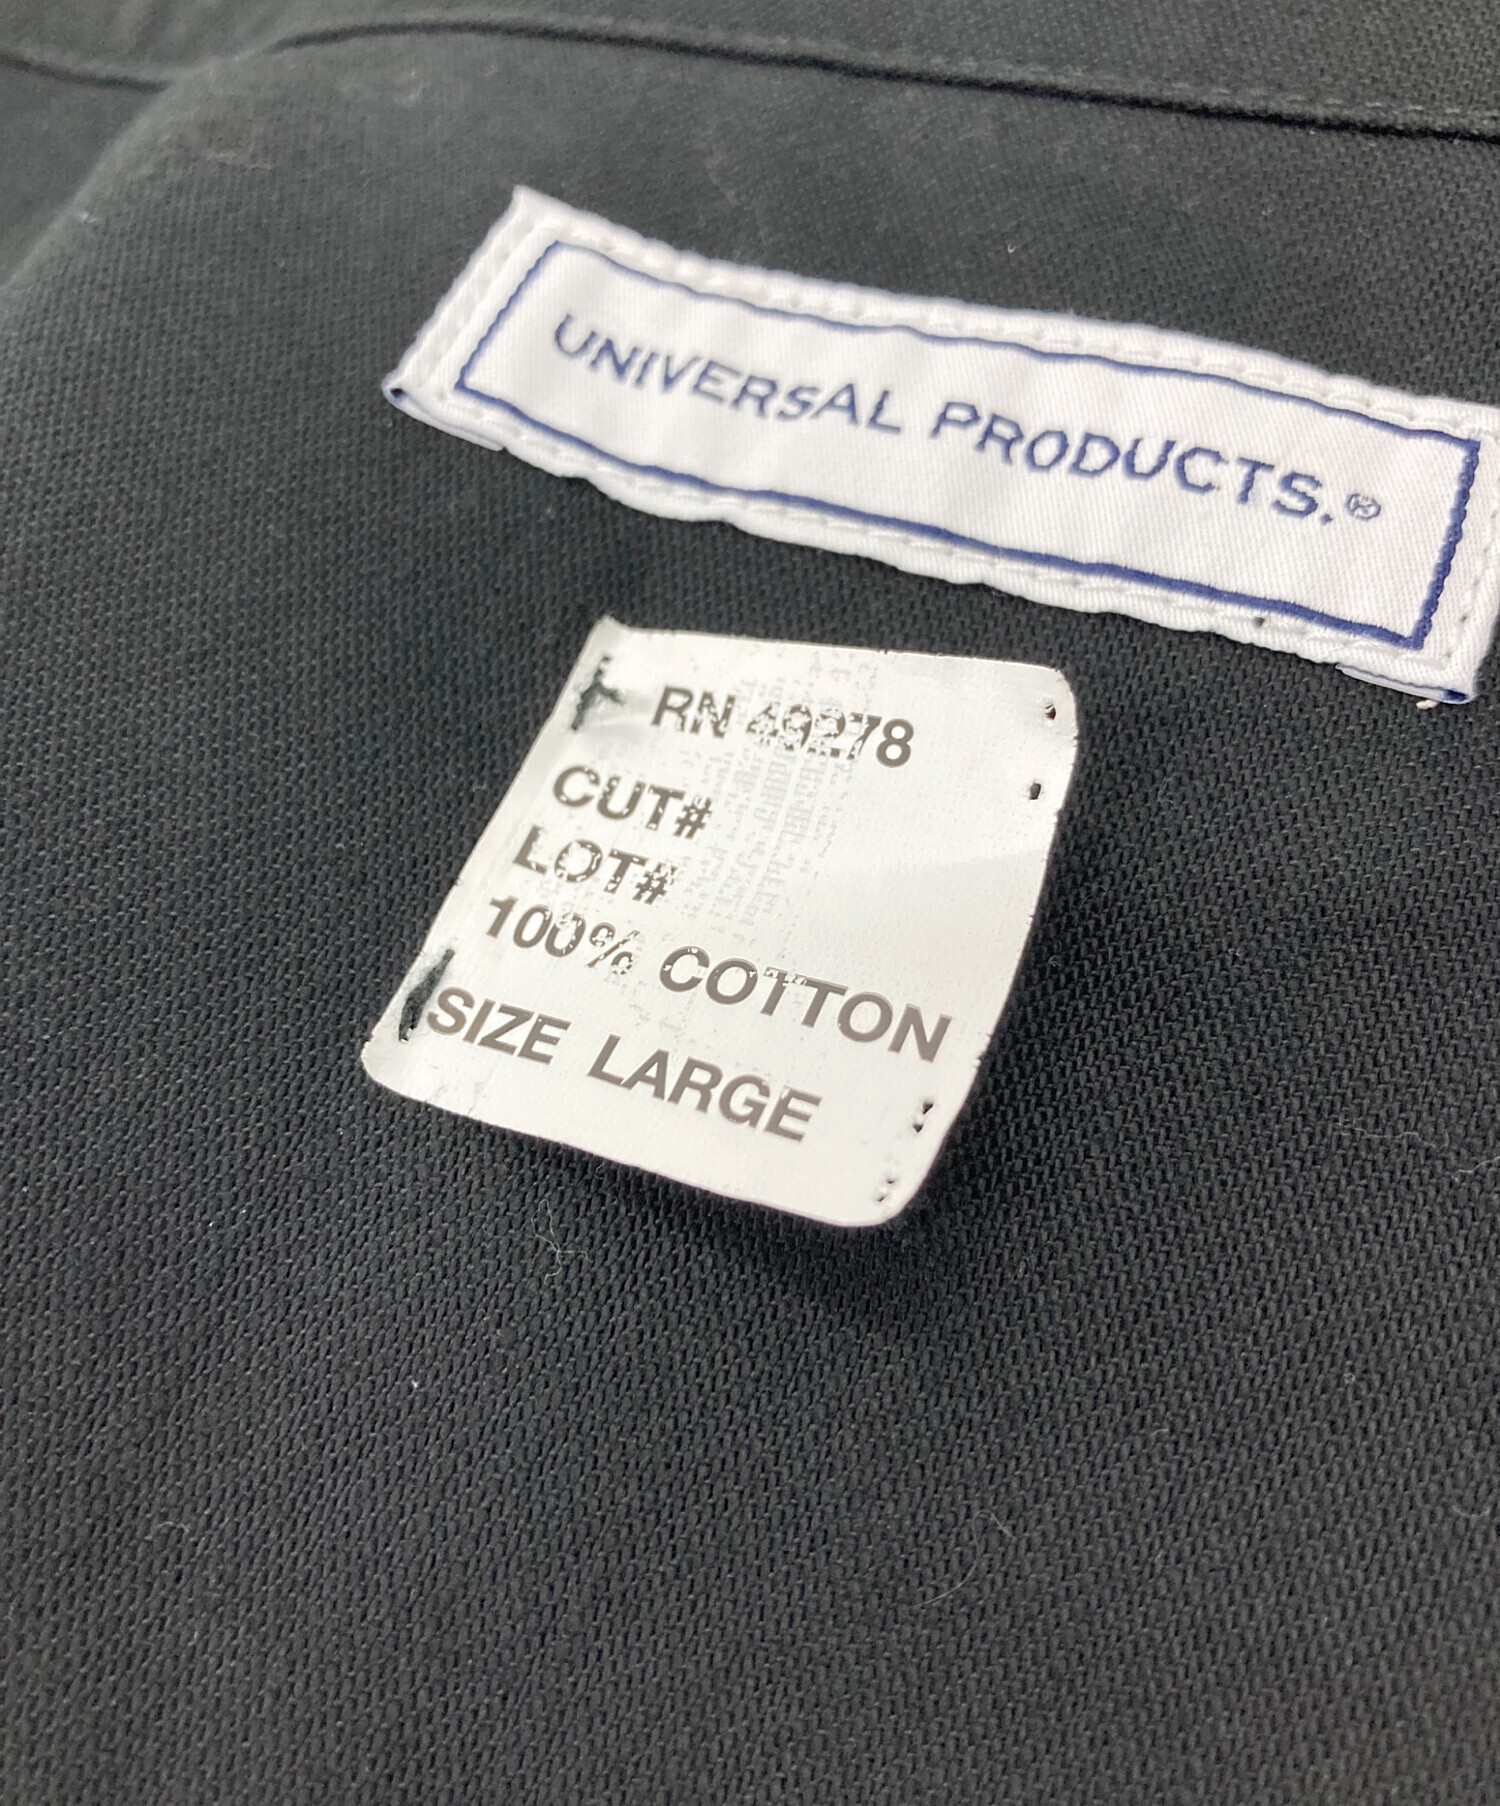 UNIVERSAL PRODUCTS.®
RN 49278
CUT#
LOT#
100% COTTON
SIZE LARGE